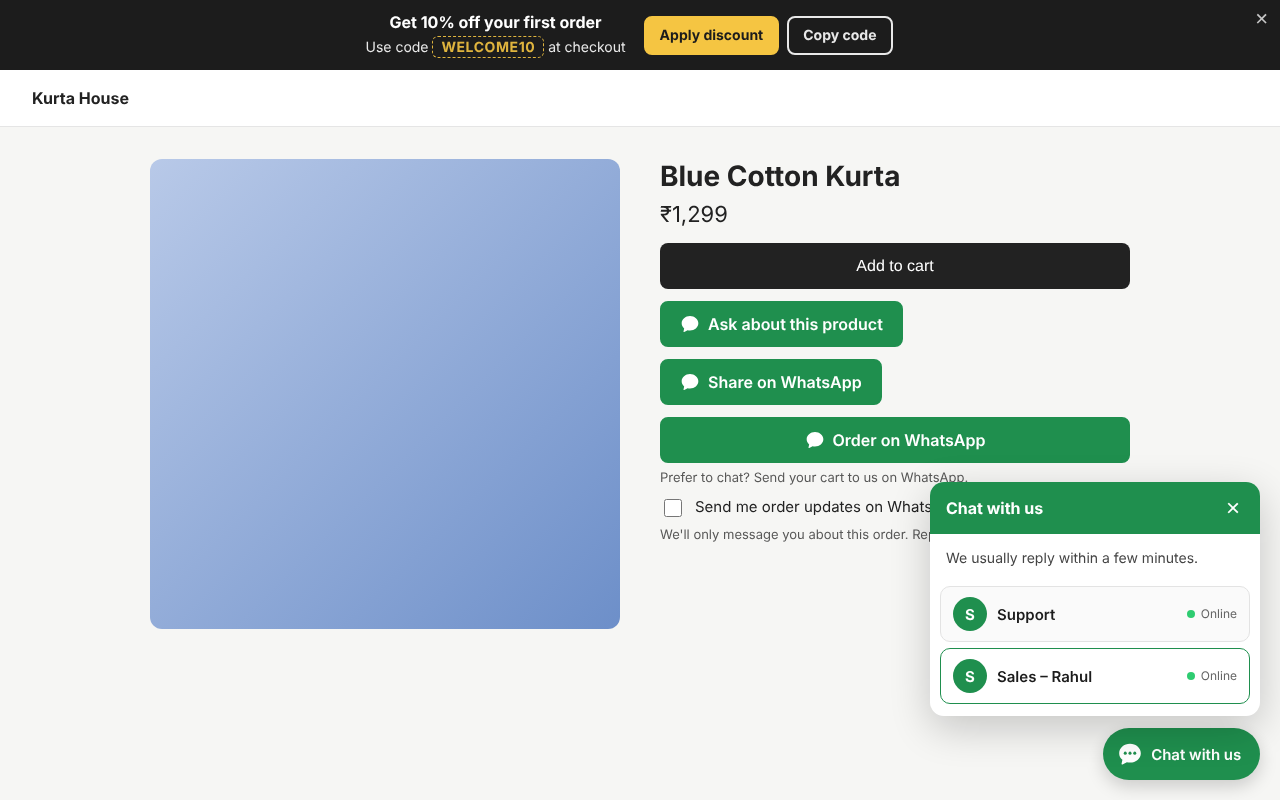 Get 10% off your first order
Use code WELCOME10 at checkout
Apply discount
Copy code
✕
Kurta House
Blue Cotton Kurta
₹1,299
Add to cart
Ask about this product
Share on WhatsApp
Order on WhatsApp
Prefer to chat? Send your cart to us on WhatsApp.
Send me order updates on Whats
We'll only message you about this order. Rep
Chat with us
✕
We usually reply within a few minutes.
S Support Online
S Sales – Rahul Online
Chat with us